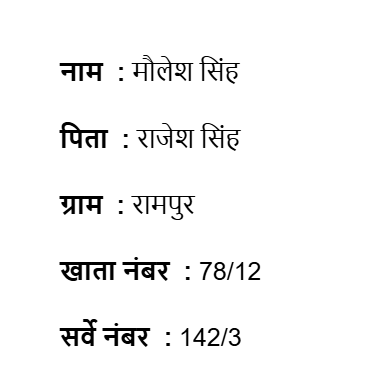 नाम : मौलेश सिंह
पिता : राजेश सिंह
ग्राम : रामपुर
खाता नंबर : 78/12
सर्वे नंबर : 142/3